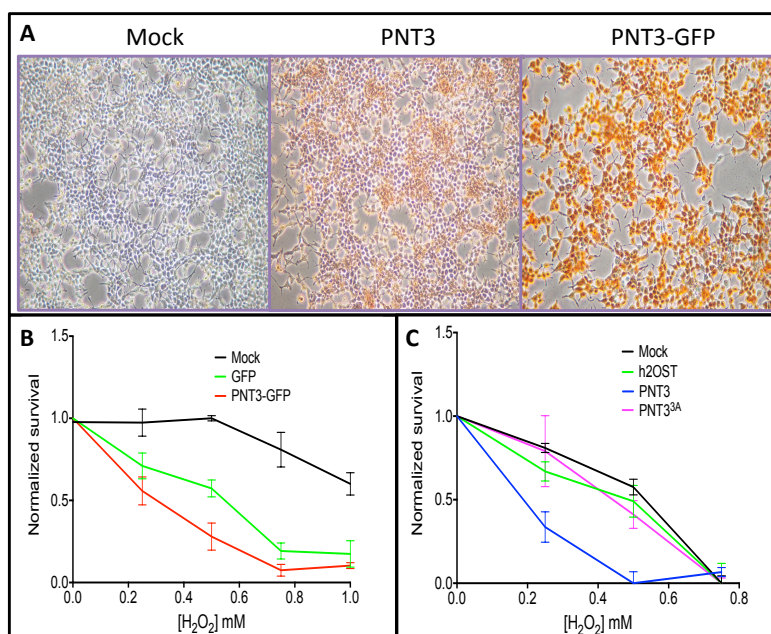 A
Mock PNT3 PNT3-GFP
B
1.5
1.0
0.5
0.0
Normalized survival
Mock
GFP
PNT3-GFP
0.0 0.2 0.4 0.6 0.8 1.0
[H₂O₂] mM
C
1.5
1.0
0.5
0.0
Normalized survival
Mock
h2OST
PNT3
PNT3³ᴬ
0.0 0.2 0.4 0.6 0.8
[H₂O₂] mM